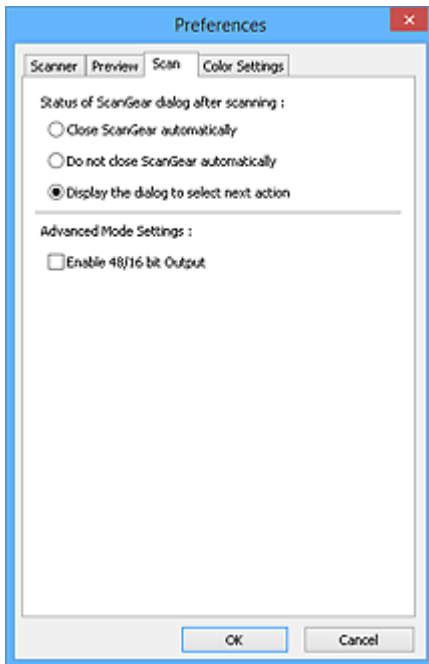 Preferences
Scanner Preview Scan Color Settings
Status of ScanGear dialog after scanning :
Close ScanGear automatically
Do not close ScanGear automatically
Display the dialog to select next action
Advanced Mode Settings :
Enable 48/16 bit Output
OK Cancel